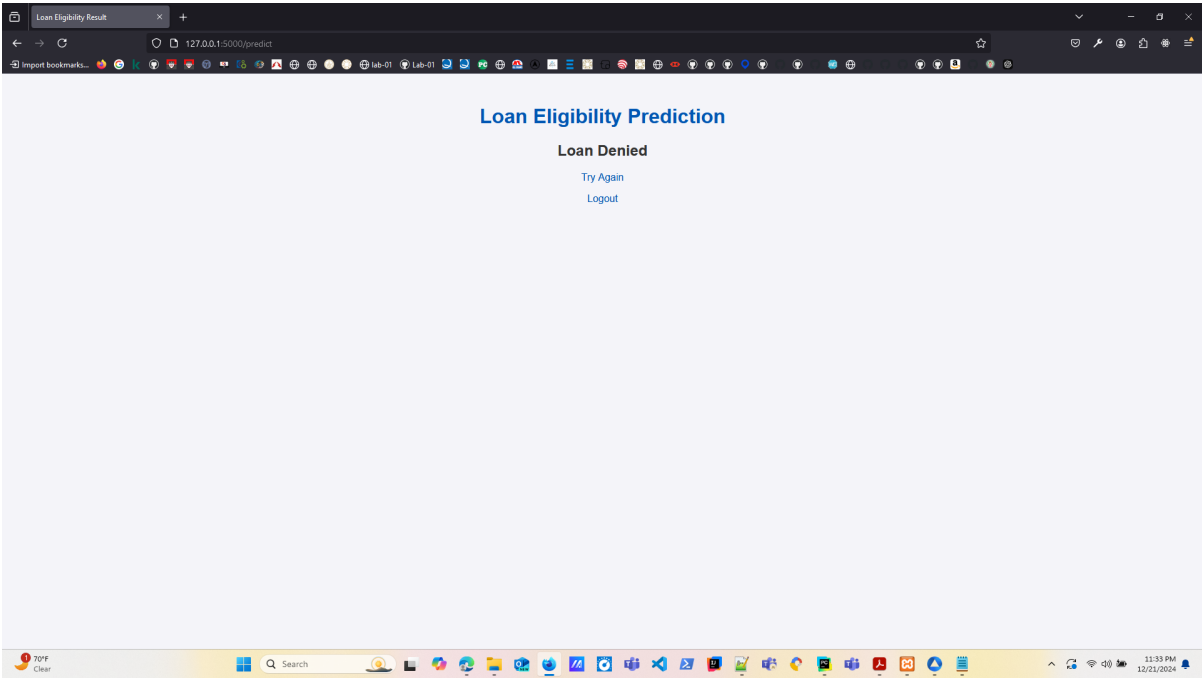 Loan Eligibility Result
127.0.0.1:5000/predict
Import bookmarks...
lab-01
Lab-01
Loan Eligibility Prediction
Loan Denied
Try Again
Logout
1
70°F
Clear
Search
11:33 PM
12/21/2024